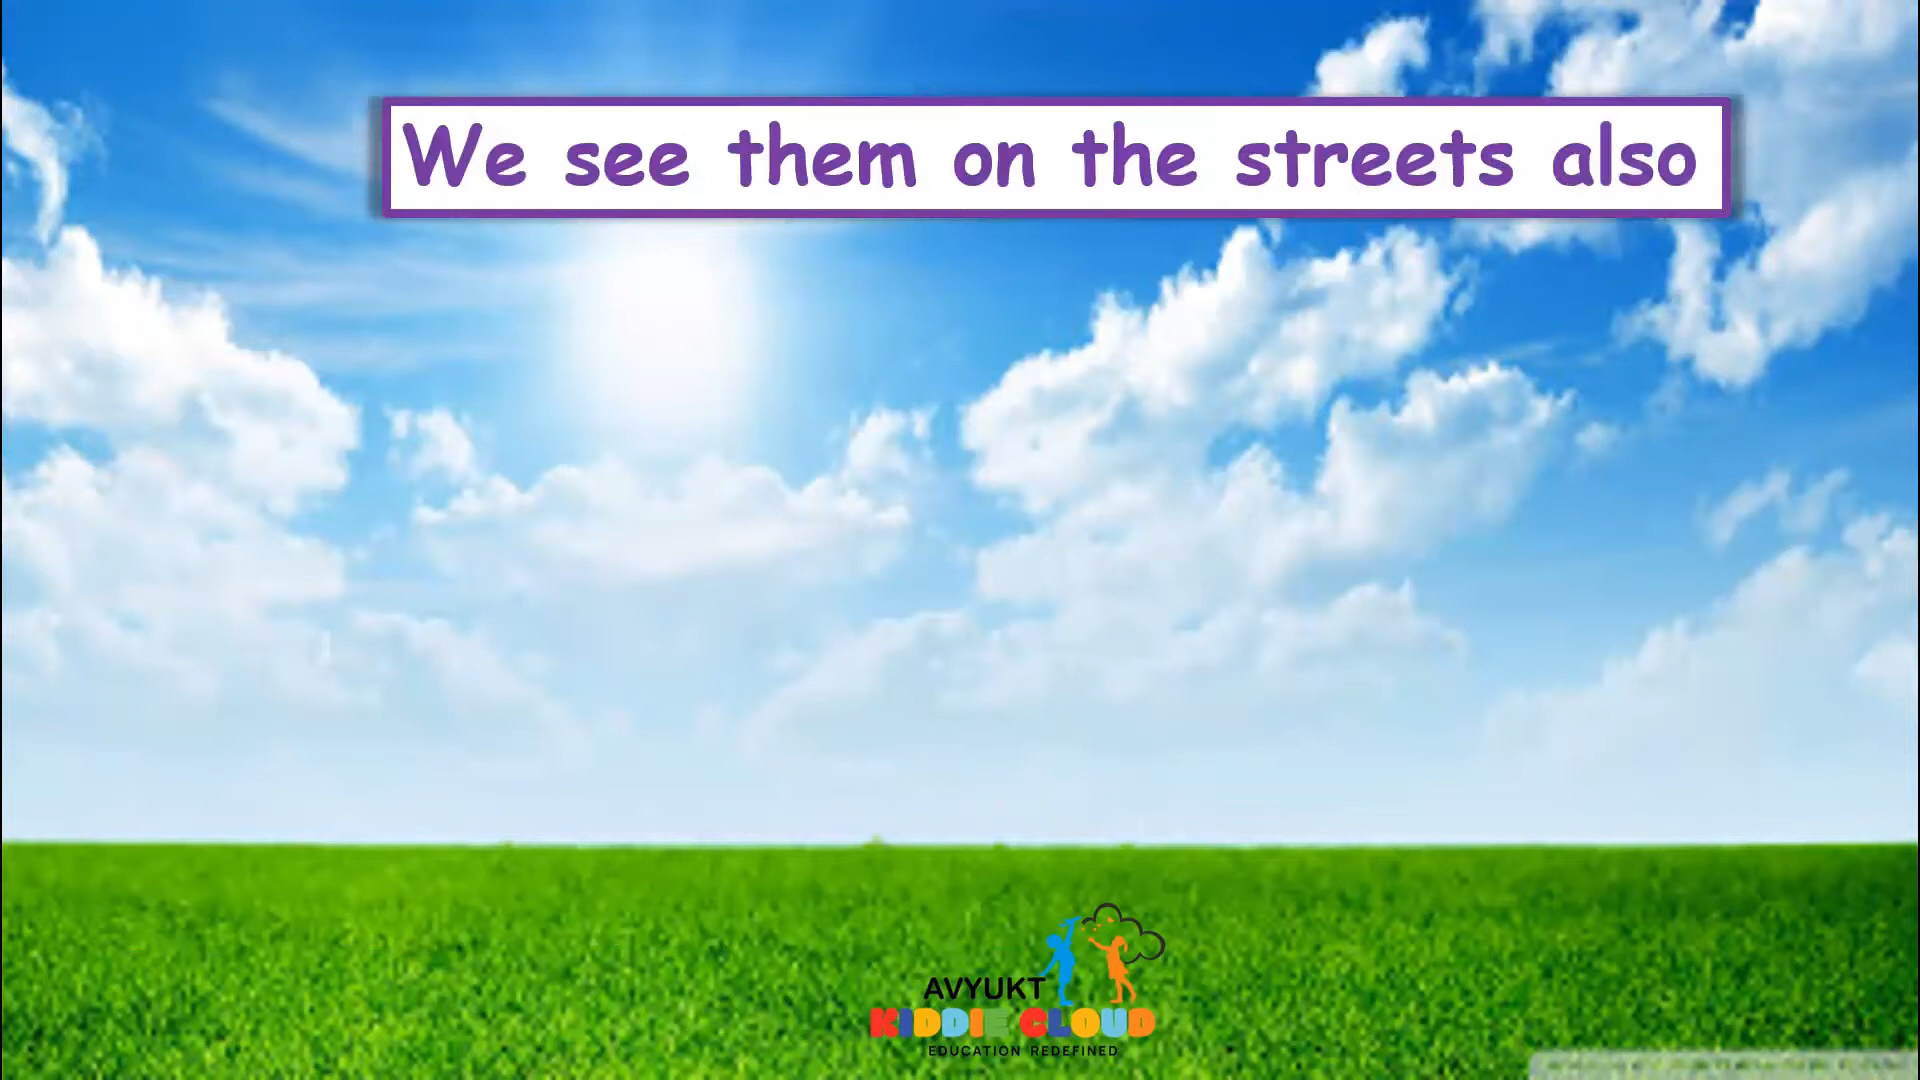 We see them on the streets also
AVYUKT
KIDDIE CLOUD
EDUCATION REDEFINED